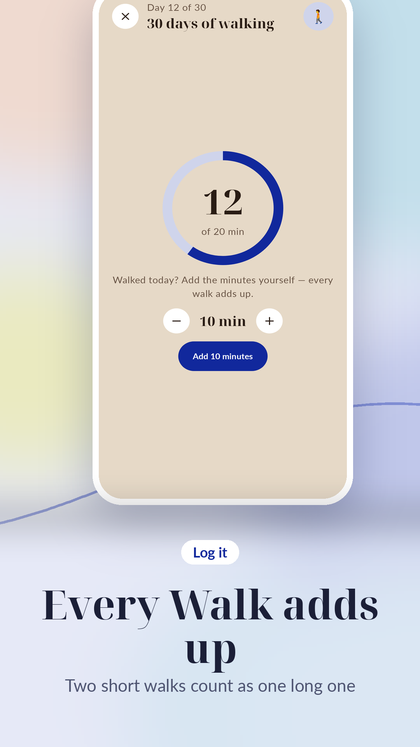 Day 12 of 30
30 days of walking
12
of 20 min
Walked today? Add the minutes yourself — every
walk adds up.
10 min
Add 10 minutes
Log it
Every Walk adds
up
Two short walks count as one long one